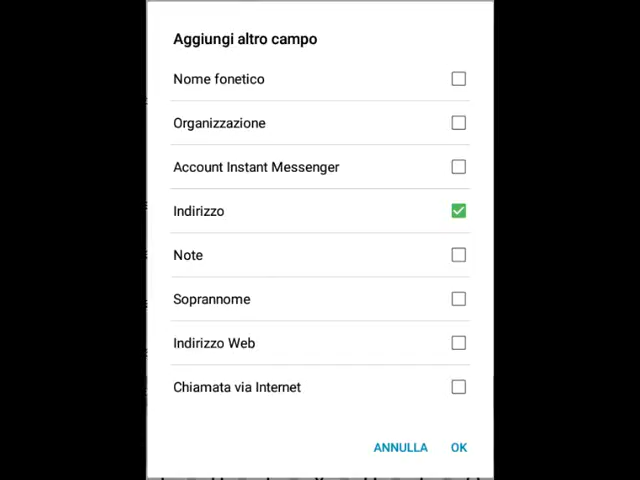 Aggiungi altro campo
Nome fonetico
Organizzazione
Account Instant Messenger
Indirizzo
Note
Soprannome
Indirizzo Web
Chiamata via Internet
ANNULLA OK